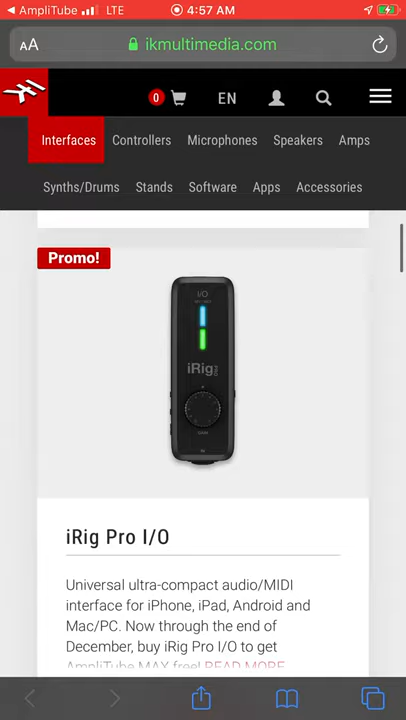 AmpliTube LTE 4:57 AM
AA ikmultimedia.com
0 EN
Interfaces Controllers Microphones Speakers Amps
Synths/Drums Stands Software Apps Accessories
Promo!
I/O
iRig PRO
GAIN
iRig Pro I/O
Universal ultra-compact audio/MIDI
interface for iPhone, iPad, Android and
Mac/PC. Now through the end of
December, buy iRig Pro I/O to get
AmpliTube MAX free! READ MORE